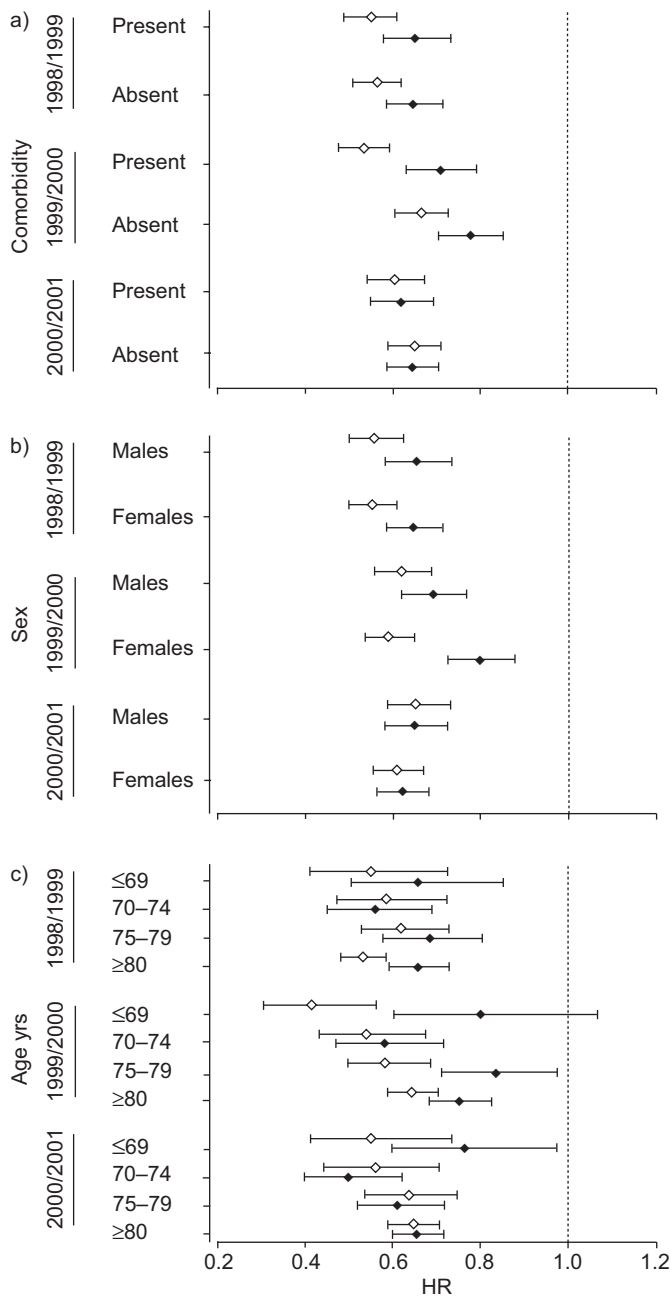 a)
Comorbidity
1998/1999
Present
Absent
1999/2000
Present
Absent
2000/2001
Present
Absent
b)
Sex
1998/1999
Males
Females
1999/2000
Males
Females
2000/2001
Males
Females
c)
Age yrs
1998/1999
≤69
70–74
75–79
≥80
1999/2000
≤69
70–74
75–79
≥80
2000/2001
≤69
70–74
75–79
≥80
0.2 0.4 0.6 0.8 1.0 1.2
HR